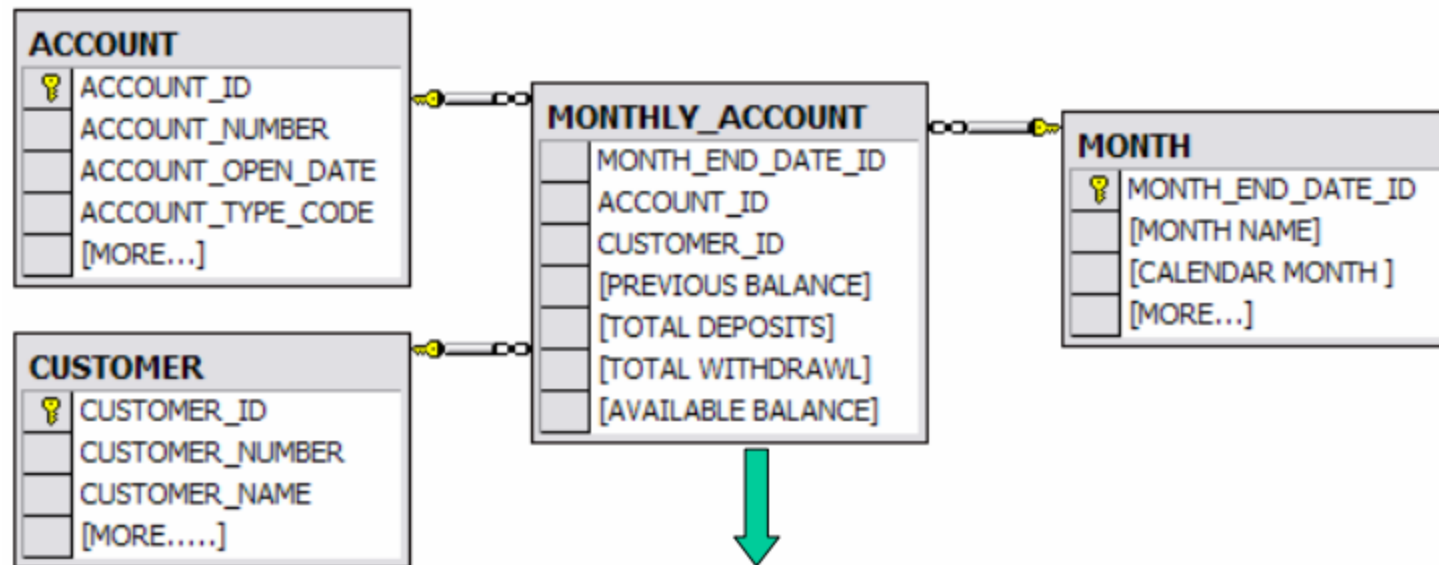 ACCOUNT
ACCOUNT_ID
ACCOUNT_NUMBER
ACCOUNT_OPEN_DATE
ACCOUNT_TYPE_CODE
[MORE...]
CUSTOMER
CUSTOMER_ID
CUSTOMER_NUMBER
CUSTOMER_NAME
[MORE.....]
MONTHLY_ACCOUNT
MONTH_END_DATE_ID
ACCOUNT_ID
CUSTOMER_ID
[PREVIOUS BALANCE]
[TOTAL DEPOSITS]
[TOTAL WITHDRAWL]
[AVAILABLE BALANCE]
MONTH
MONTH_END_DATE_ID
[MONTH NAME]
[CALENDAR MONTH ]
[MORE...]